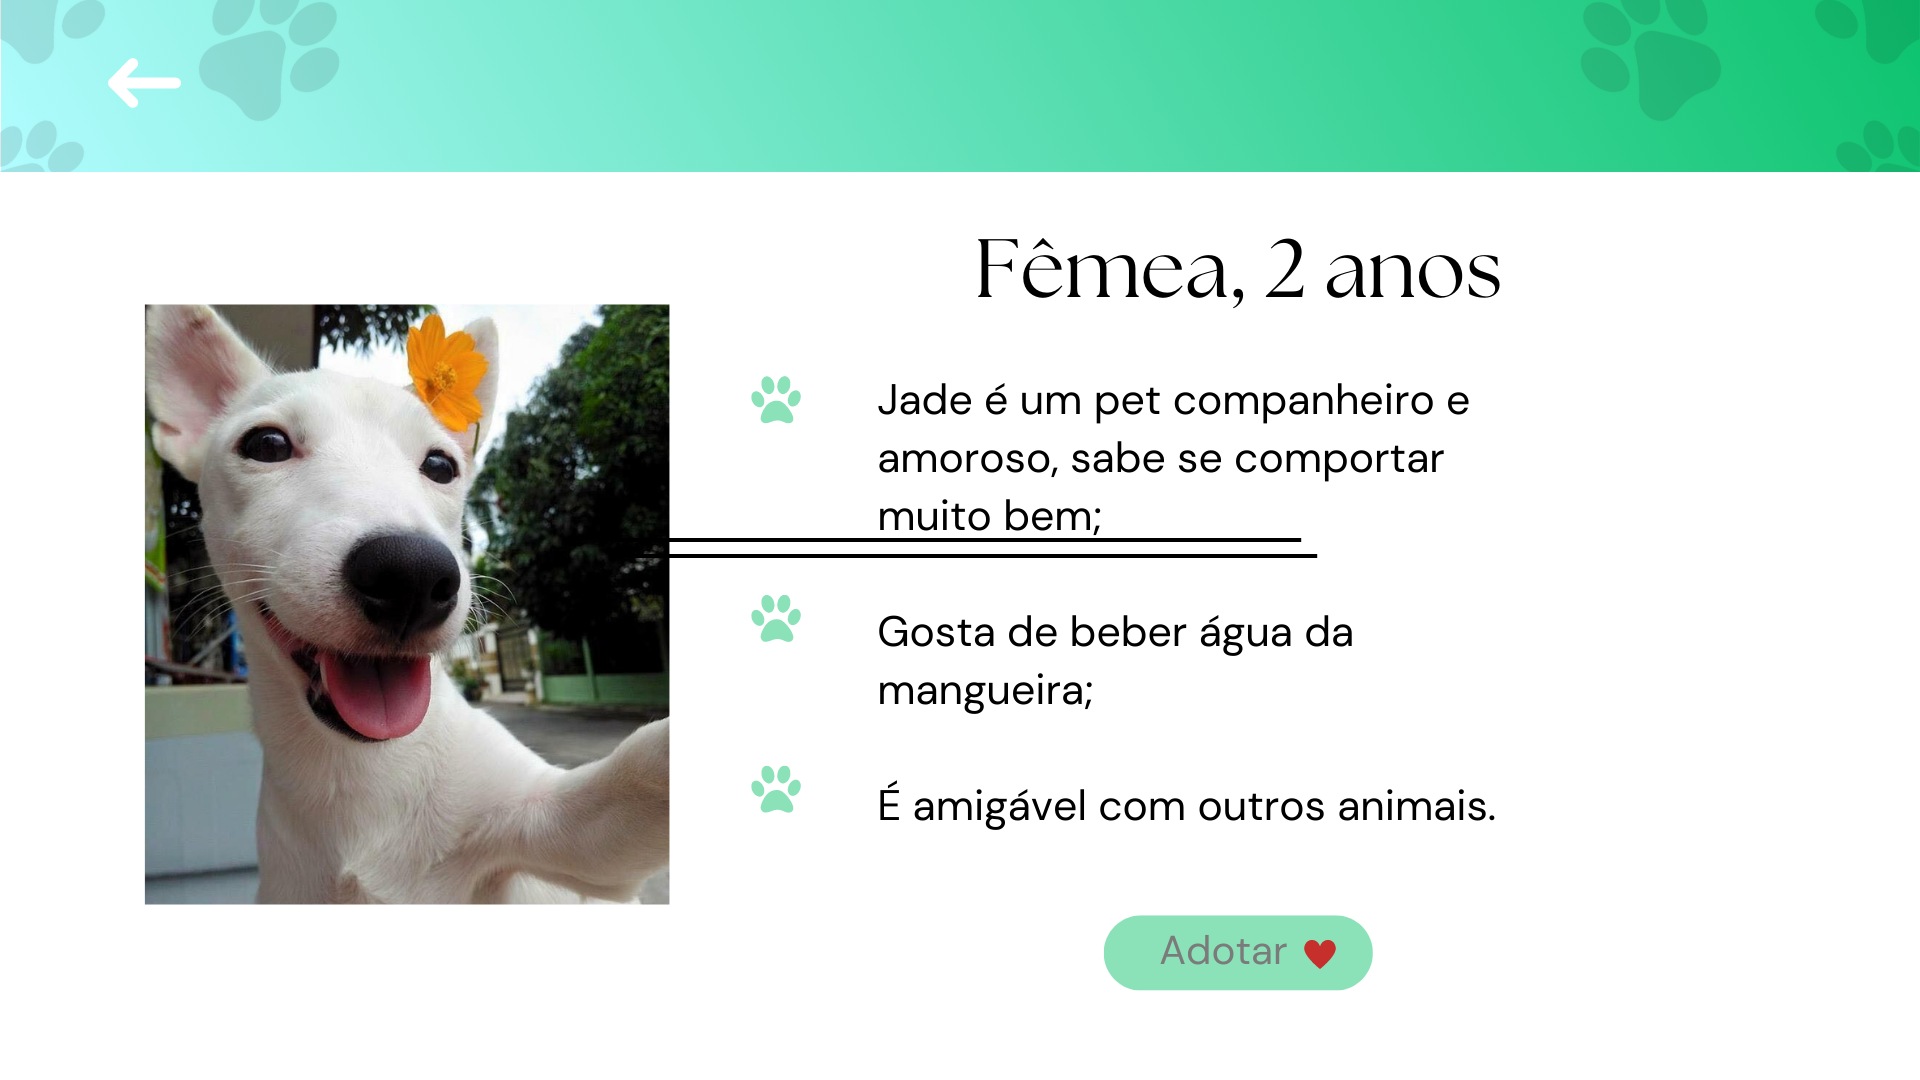 Fêmea, 2 anos
Jade é um pet companheiro e
amoroso, sabe se comportar
muito bem;
Gosta de beber água da
mangueira;
É amigável com outros animais.
Adotar